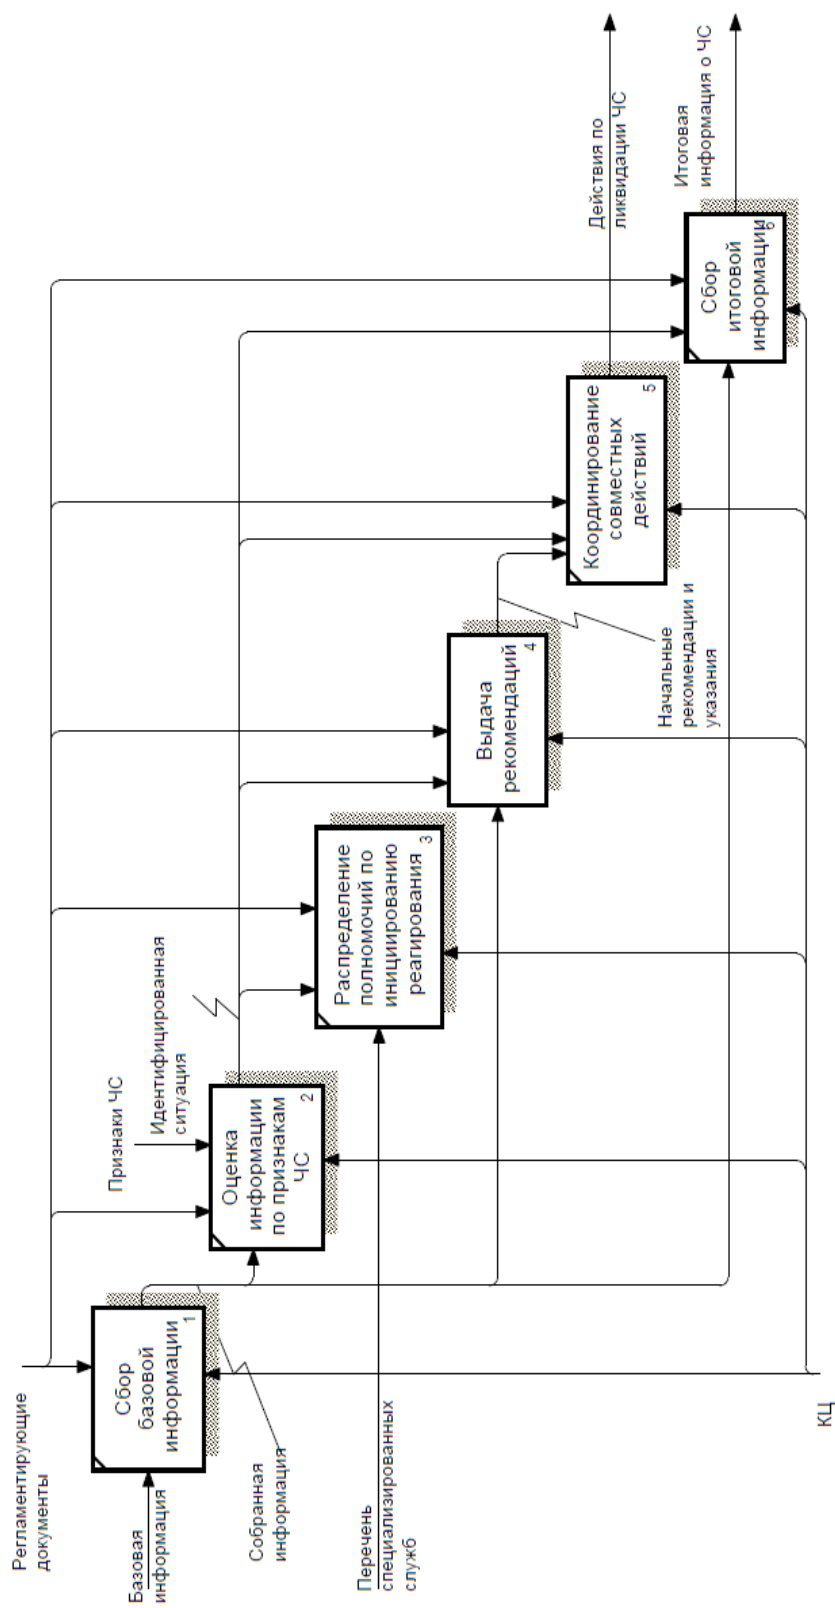 Регламентирующие
документы
Базовая
информация
Сбор
базовой
информации
1
Собранная
информация
Перечень
специализированных
служб
КЦ
Признаки ЧС
Идентифицированная
ситуация
Оценка
информации
по признакам
ЧС
2
Распределение
полномочий по
инициированию
реагирования
3
Выдача
рекомендаций
4
Начальные
рекомендации и
указания
Координирование
совместных
действий
5
Сбор
итоговой
информации
6
Действия по
ликвидации ЧС
Итоговая
информация о ЧС